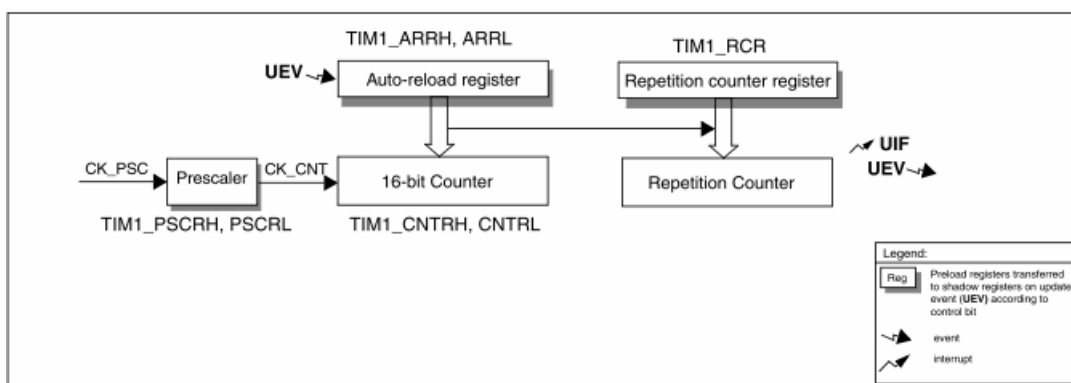 TIM1_ARRH, ARRL
TIM1_RCR
UEV
Auto-reload register
Repetition counter register
UIF
UEV
CK_PSC
Prescaler
CK_CNT
16-bit Counter
Repetition Counter
TIM1_PSCRH, PSCRL
TIM1_CNTRH, CNTRL
Legend:
Reg
Preload registers transferred
to shadow registers on update
event (UEV) according to
control bit
event
interrupt